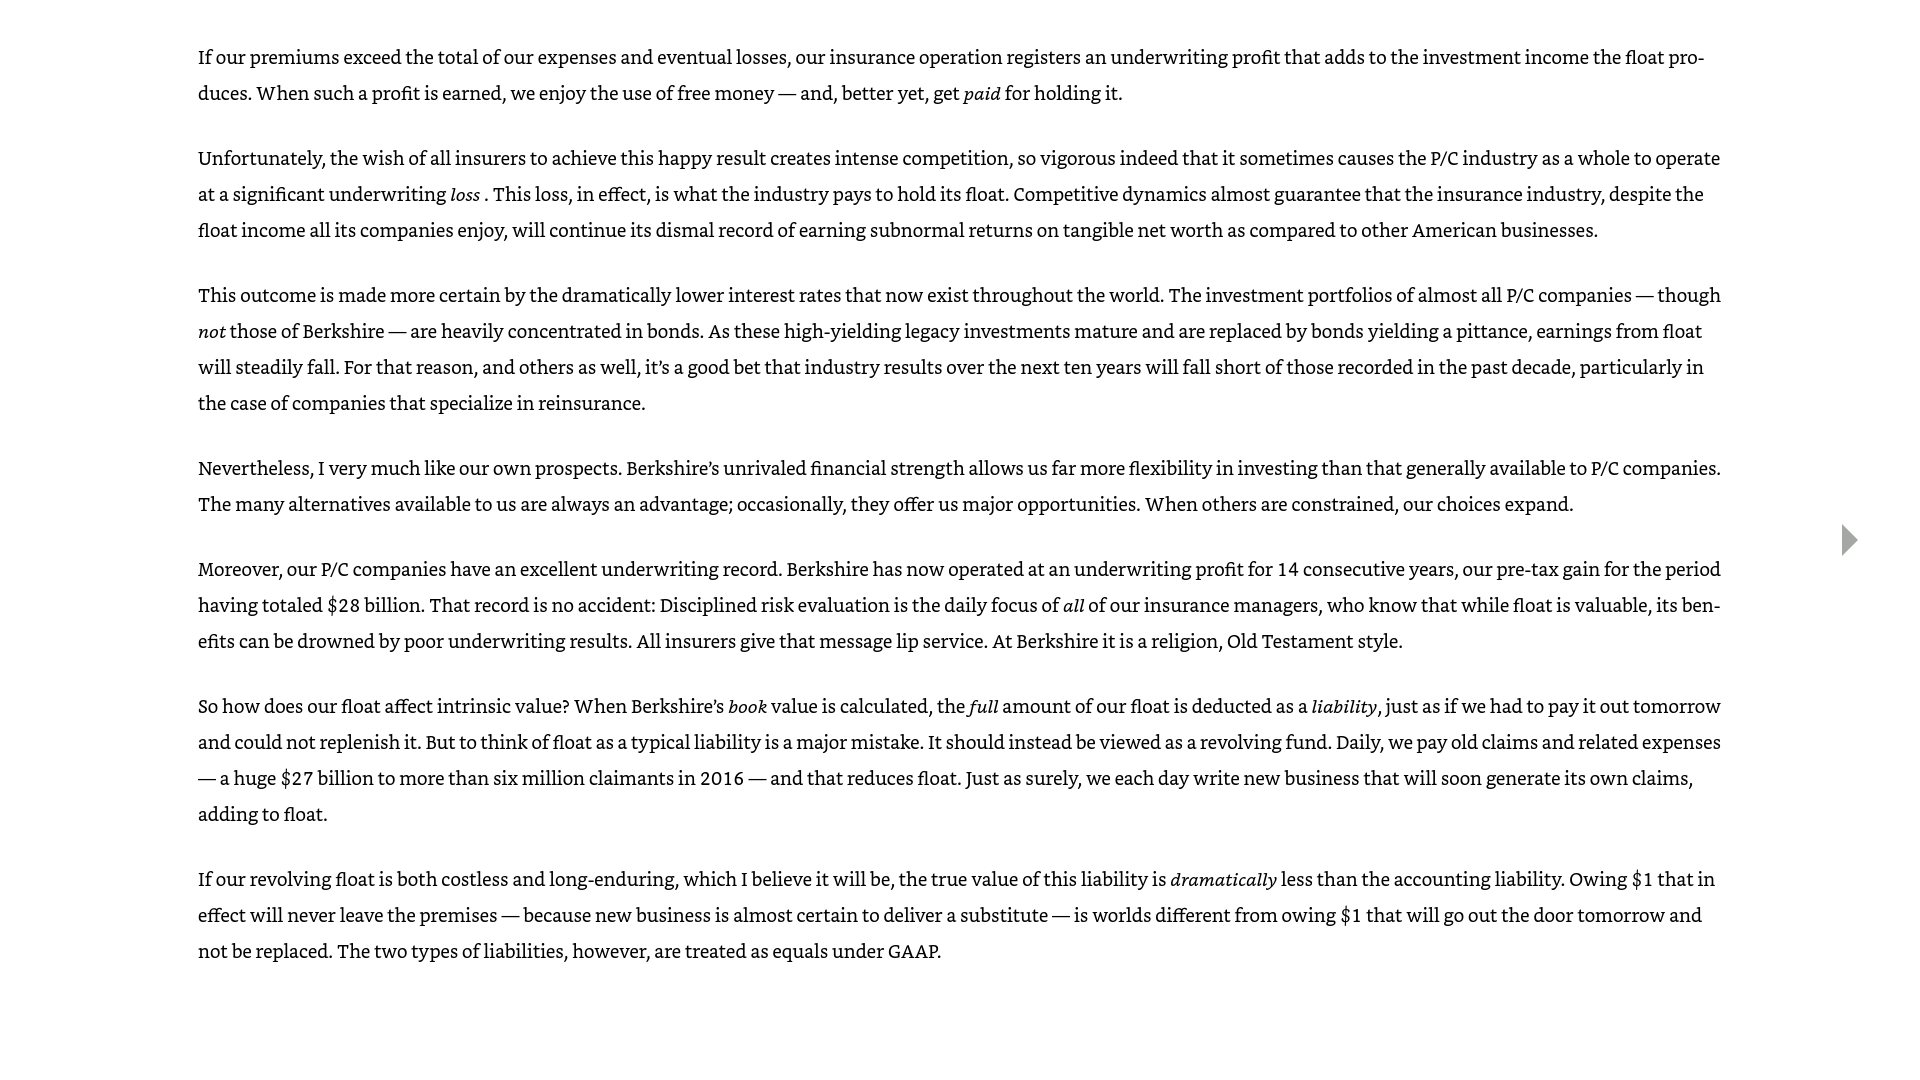 If our premiums exceed the total of our expenses and eventual losses, our insurance operation registers an underwriting profit that adds to the investment income the float pro-
duces. When such a profit is earned, we enjoy the use of free money — and, better yet, get paid for holding it.
Unfortunately, the wish of all insurers to achieve this happy result creates intense competition, so vigorous indeed that it sometimes causes the P/C industry as a whole to operate
at a significant underwriting loss . This loss, in effect, is what the industry pays to hold its float. Competitive dynamics almost guarantee that the insurance industry, despite the
float income all its companies enjoy, will continue its dismal record of earning subnormal returns on tangible net worth as compared to other American businesses.
This outcome is made more certain by the dramatically lower interest rates that now exist throughout the world. The investment portfolios of almost all P/C companies — though
not those of Berkshire — are heavily concentrated in bonds. As these high-yielding legacy investments mature and are replaced by bonds yielding a pittance, earnings from float
will steadily fall. For that reason, and others as well, it’s a good bet that industry results over the next ten years will fall short of those recorded in the past decade, particularly in
the case of companies that specialize in reinsurance.
Nevertheless, I very much like our own prospects. Berkshire’s unrivaled financial strength allows us far more flexibility in investing than that generally available to P/C companies.
The many alternatives available to us are always an advantage; occasionally, they offer us major opportunities. When others are constrained, our choices expand.
Moreover, our P/C companies have an excellent underwriting record. Berkshire has now operated at an underwriting profit for 14 consecutive years, our pre-tax gain for the period
having totaled $28 billion. That record is no accident: Disciplined risk evaluation is the daily focus of all of our insurance managers, who know that while float is valuable, its ben-
efits can be drowned by poor underwriting results. All insurers give that message lip service. At Berkshire it is a religion, Old Testament style.
So how does our float affect intrinsic value? When Berkshire’s book value is calculated, the full amount of our float is deducted as a liability, just as if we had to pay it out tomorrow
and could not replenish it. But to think of float as a typical liability is a major mistake. It should instead be viewed as a revolving fund. Daily, we pay old claims and related expenses
— a huge $27 billion to more than six million claimants in 2016 — and that reduces float. Just as surely, we each day write new business that will soon generate its own claims,
adding to float.
If our revolving float is both costless and long-enduring, which I believe it will be, the true value of this liability is dramatically less than the accounting liability. Owing $1 that in
effect will never leave the premises — because new business is almost certain to deliver a substitute — is worlds different from owing $1 that will go out the door tomorrow and
not be replaced. The two types of liabilities, however, are treated as equals under GAAP.